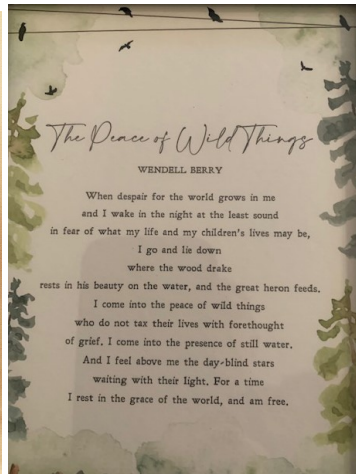 The Peace of Wild Things
WENDELL BERRY
When despair for the world grows in me
and I wake in the night at the least sound
in fear of what my life and my children's lives may be,
I go and lie down
where the wood drake
rests in his beauty on the water, and the great heron feeds.
I come into the peace of wild things
who do not tax their lives with forethought
of grief. I come into the presence of still water.
And I feel above me the day-blind stars
waiting with their light. For a time
I rest in the grace of the world, and am free.